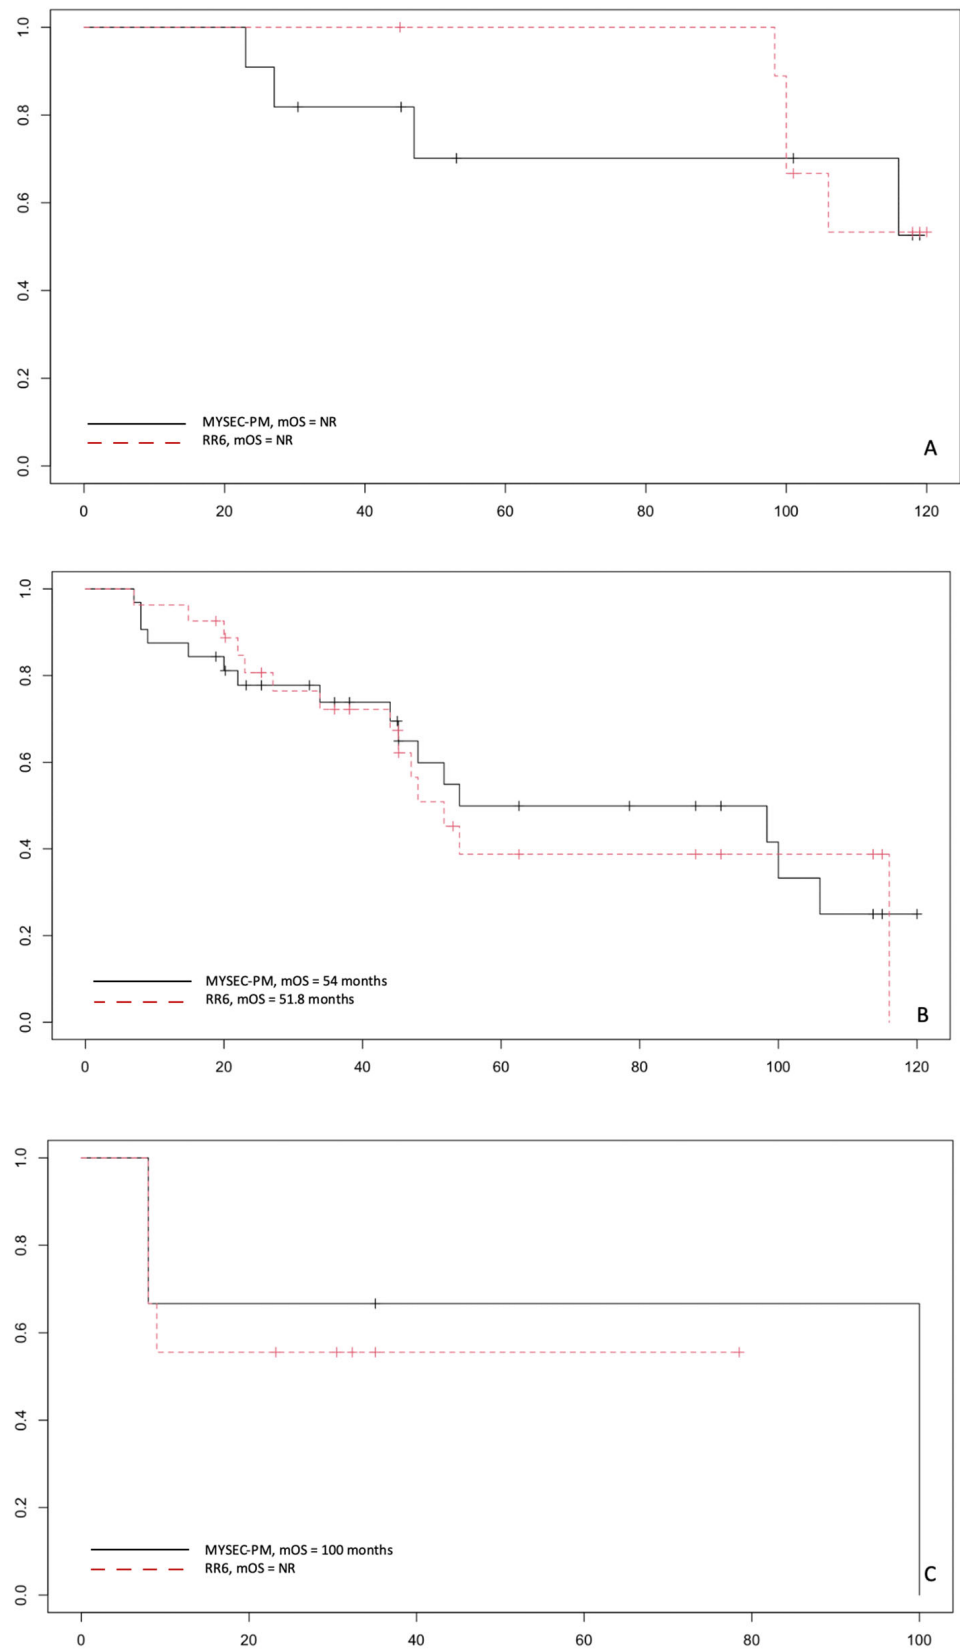 1.0
0.8
0.6
0.4
0.2
0.0
MYSEC-PM, mOS = NR
RR6, mOS = NR
A
0 20 40 60 80 100 120
1.0
0.8
0.6
0.4
0.2
0.0
MYSEC-PM, mOS = 54 months
RR6, mOS = 51.8 months
B
0 20 40 60 80 100 120
1.0
0.8
0.6
0.4
0.2
0.0
MYSEC-PM, mOS = 100 months
RR6, mOS = NR
C
0 20 40 60 80 100